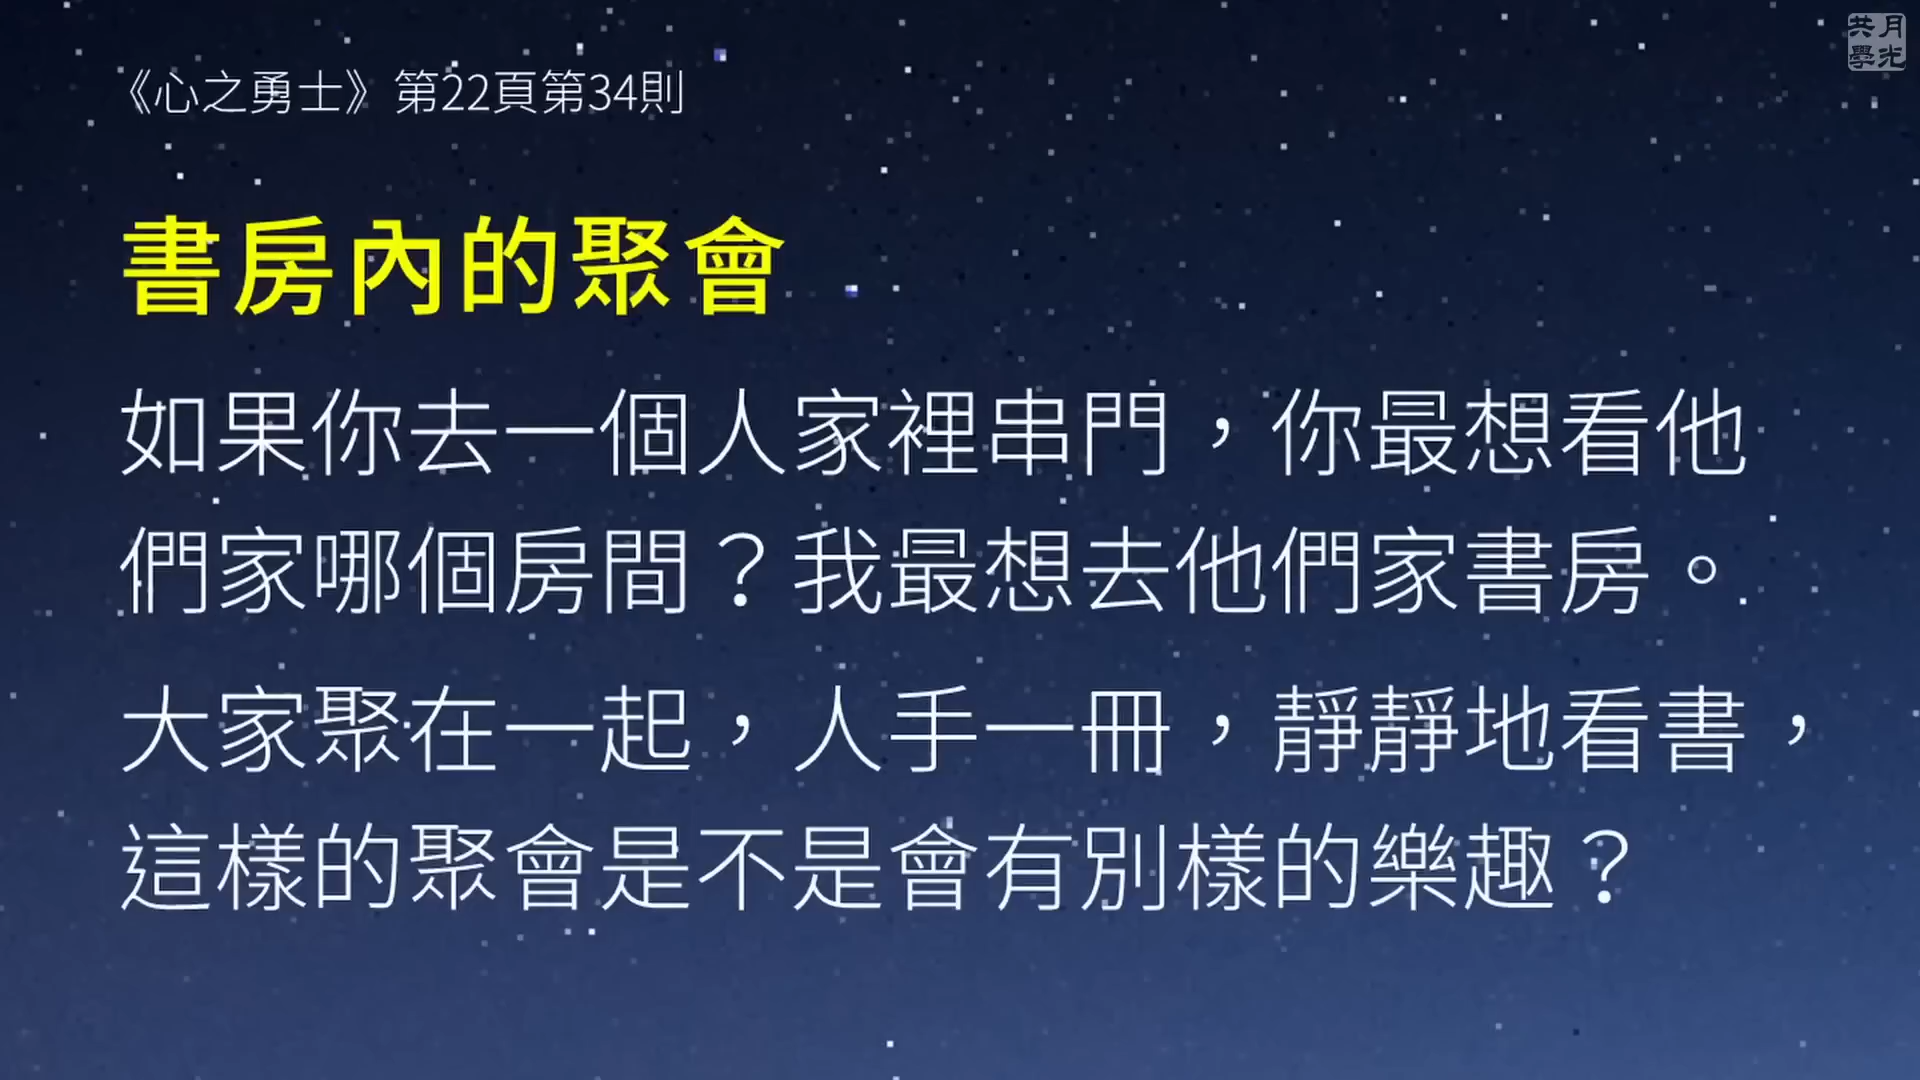 《心之勇士》第22頁第34則
月光
共學
書房內的聚會
如果你去一個人家裡串門，你最想看他
們家哪個房間？我最想去他們家書房。
大家聚在一起，人手一冊，靜靜地看書，
這樣的聚會是不是會有別樣的樂趣？